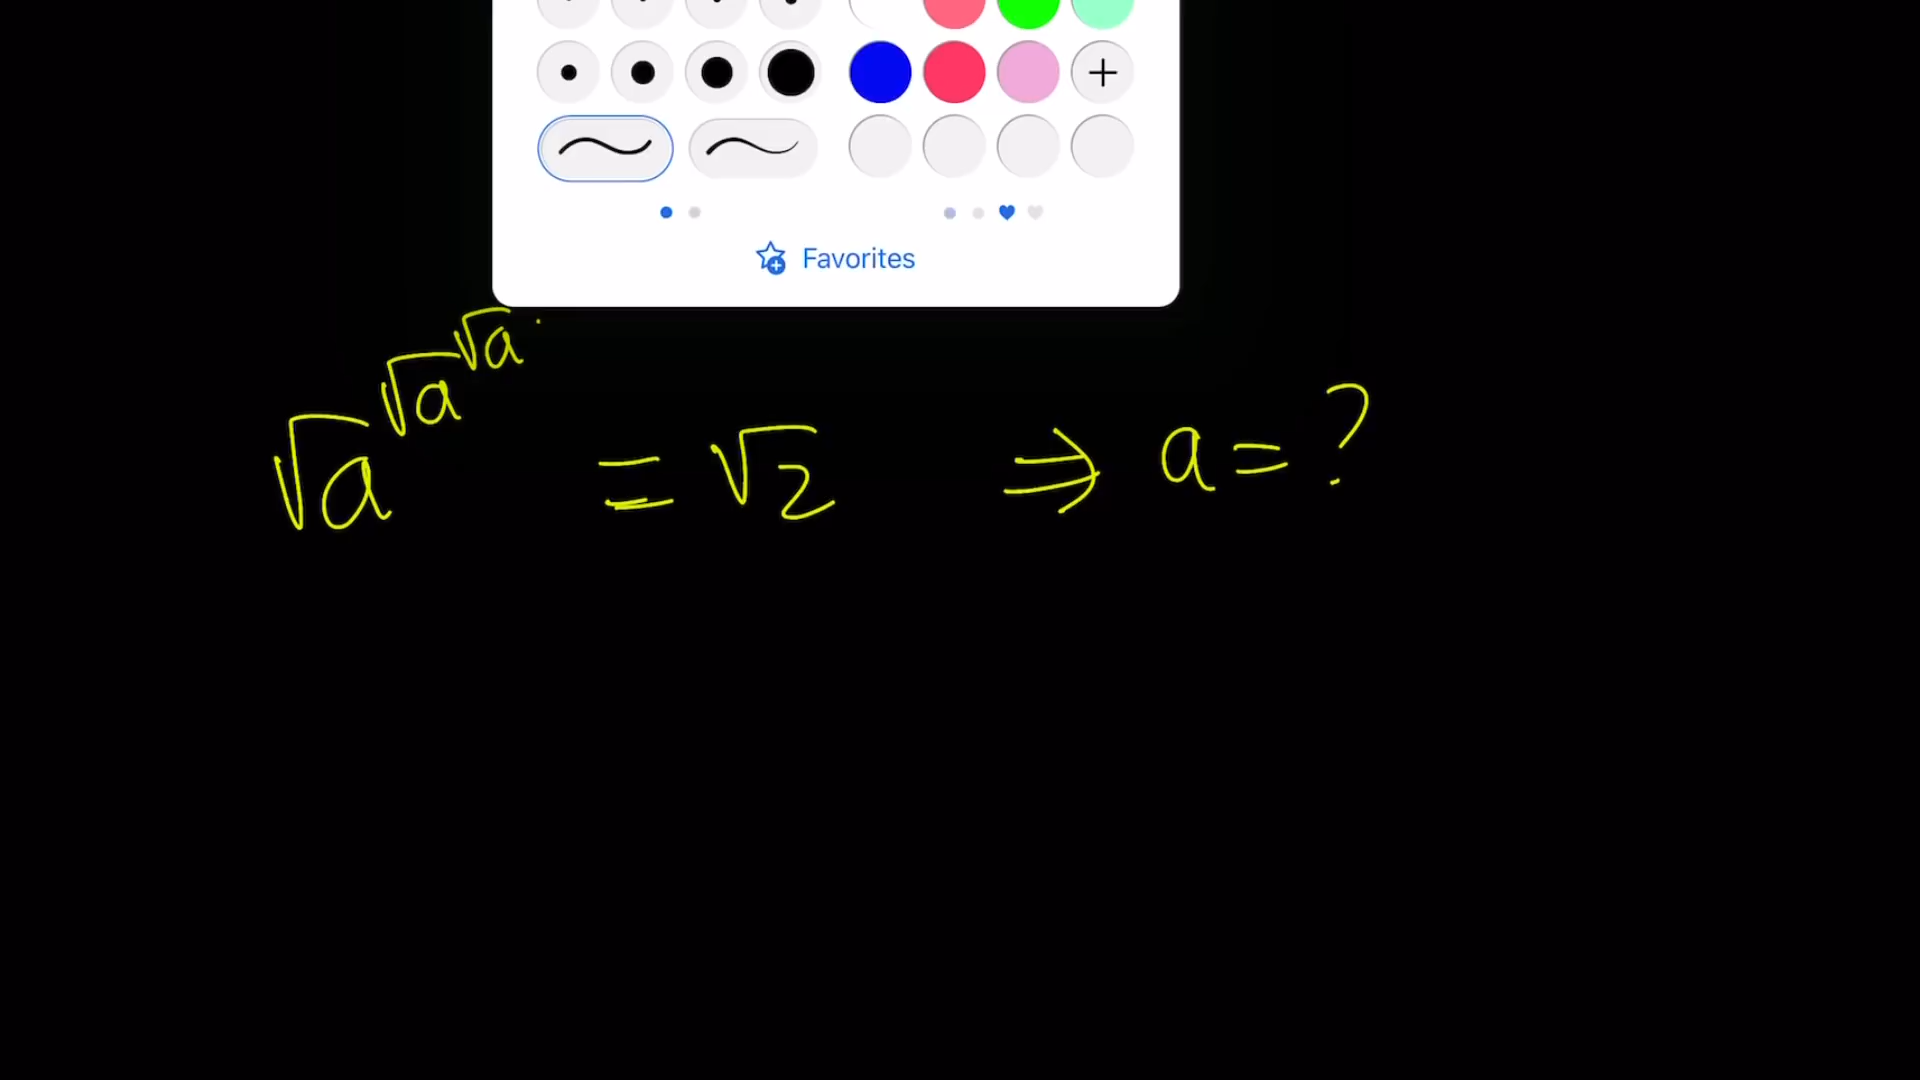 Favorites
√a^√a^√a^. = √2 ⇒ a = ?